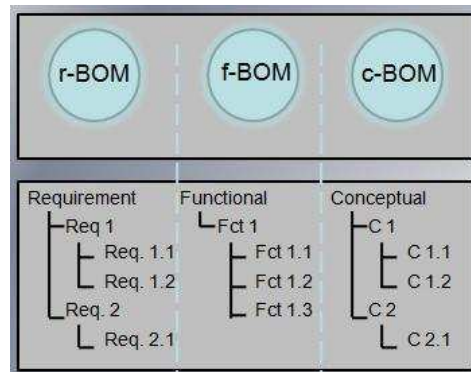 r-BOM f-BOM c-BOM
Requirement Functional Conceptual
Req 1 Fct 1 C 1
Req. 1.1 Fct 1.1 C 1.1
Req. 1.2 Fct 1.2 C 1.2
Req. 2 Fct 1.3 C 2
Req. 2.1 C 2.1